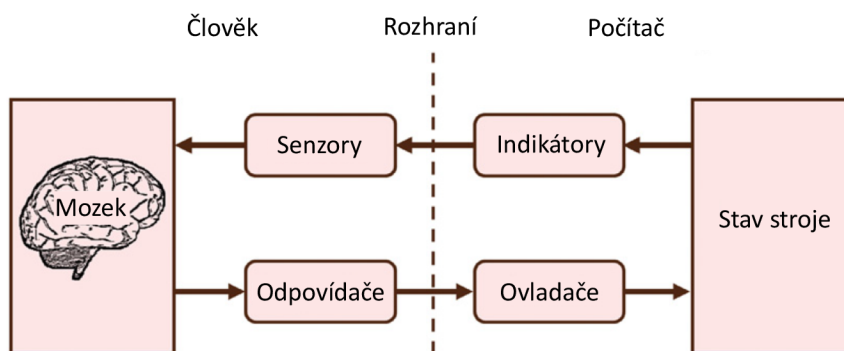 Člověk Rozhraní Počítač
Senzory Indikátory
Mozek Stav stroje
Odpovídače Ovladače